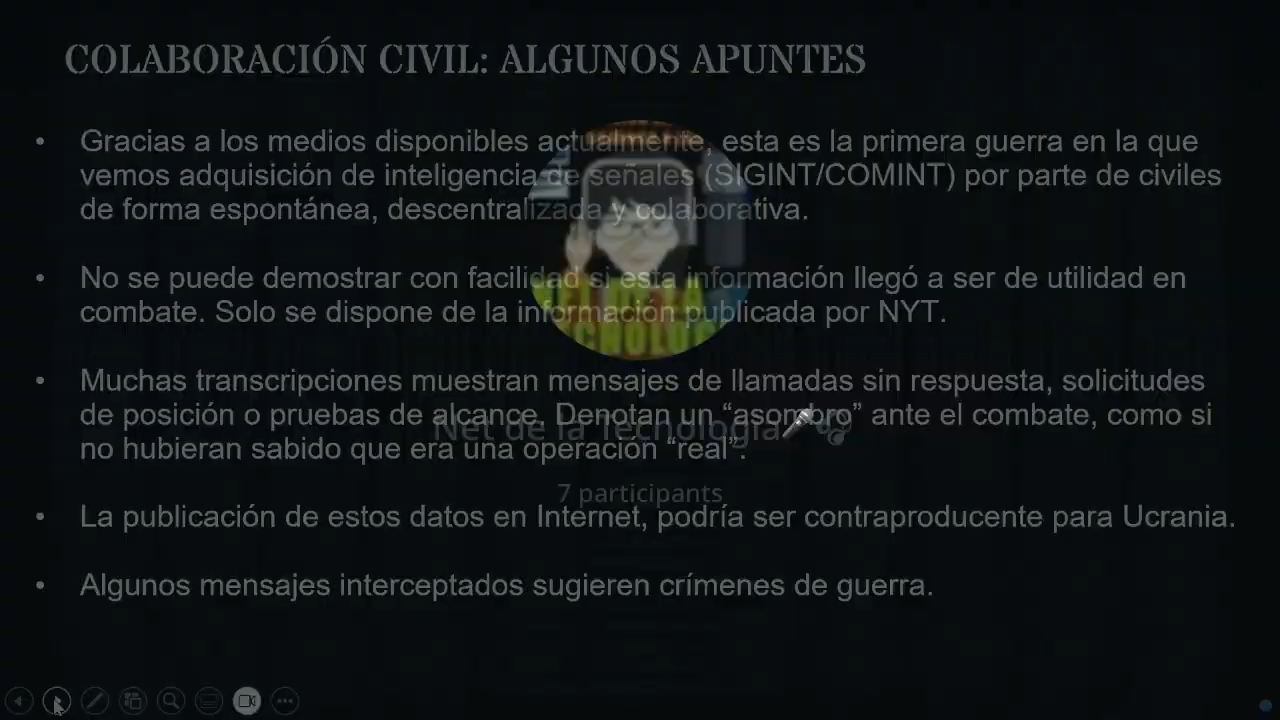 COLABORACIÓN CIVIL: ALGUNOS APUNTES
• Gracias a los medios disponibles actualmente, esta es la primera guerra en la que
vemos adquisición de inteligencia de señales (SIGINT/COMINT) por parte de civiles
de forma espontánea, descentralizada y colaborativa.
• No se puede demostrar con facilidad si esta información llegó a ser de utilidad en
combate. Solo se dispone de la información publicada por NYT.
• Muchas transcripciones muestran mensajes de llamadas sin respuesta, solicitudes
de posición o pruebas de alcance. Denotan un “asombro” ante el combate, como si
no hubieran sabido que era una operación “real”.
Net de la Tecnología
7 participants
• La publicación de estos datos en Internet, podría ser contraproducente para Ucrania.
• Algunos mensajes interceptados sugieren crímenes de guerra.